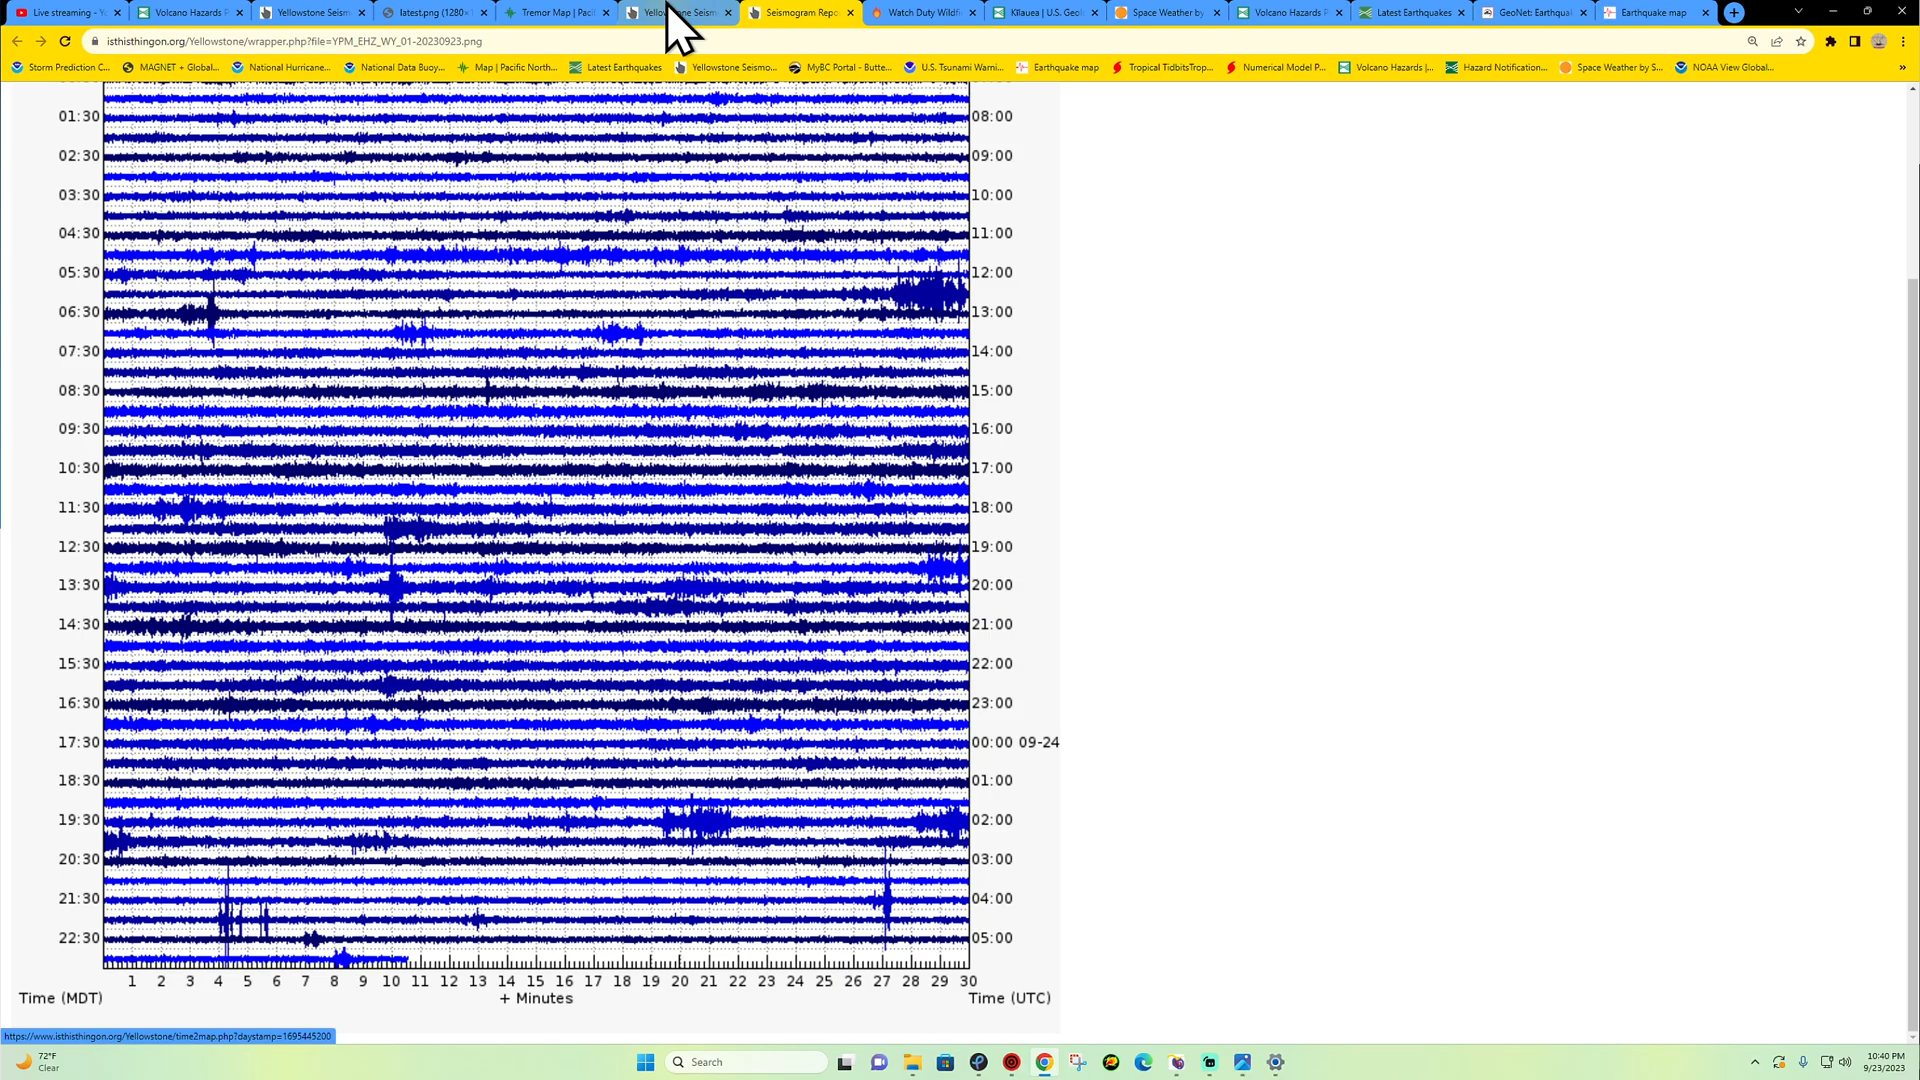 Live streaming - Y
Volcano Hazards P
Yellowstone Seism
latest.png (1280×
Tremor Map | Pacif
Seismogram Repo
Watch Duty Wildfi
Kīlauea | U.S. Geol
Space Weather by
Volcano Hazards P
Latest Earthquakes
GeoNet: Earthqua
Earthquake map
isthisthingon.org/Yellowstone/wrapper.php?file=YPM_EHZ_WY_01-20230923.png
Storm Prediction C...
MAGNET + Global...
National Hurricane...
National Data Buoy...
Map | Pacific North...
Latest Earthquakes
Yellowstone Seismo...
MyBC Portal - Butte...
U.S. Tsunami Warni...
Earthquake map
Tropical TidbitsTrop...
Numerical Model P...
Volcano Hazards |...
Hazard Notification...
Space Weather by S...
NOAA View Global...
»
01:30 08:00
02:30 09:00
03:30 10:00
04:30 11:00
05:30 12:00
06:30 13:00
07:30 14:00
08:30 15:00
09:30 16:00
10:30 17:00
11:30 18:00
12:30 19:00
13:30 20:00
14:30 21:00
15:30 22:00
16:30 23:00
17:30 00:00 09-24
18:30 01:00
19:30 02:00
20:30 03:00
21:30 04:00
22:30 05:00
1 2 3 4 5 6 7 8 9 10 11 12 13 14 15 16 17 18 19 20 21 22 23 24 25 26 27 28 29 30
Time (MDT) + Minutes Time (UTC)
https://www.isthisthingon.org/Yellowstone/time2map.php?daystamp=1695445200
72°F
Clear
Search
10:40 PM
9/23/2023